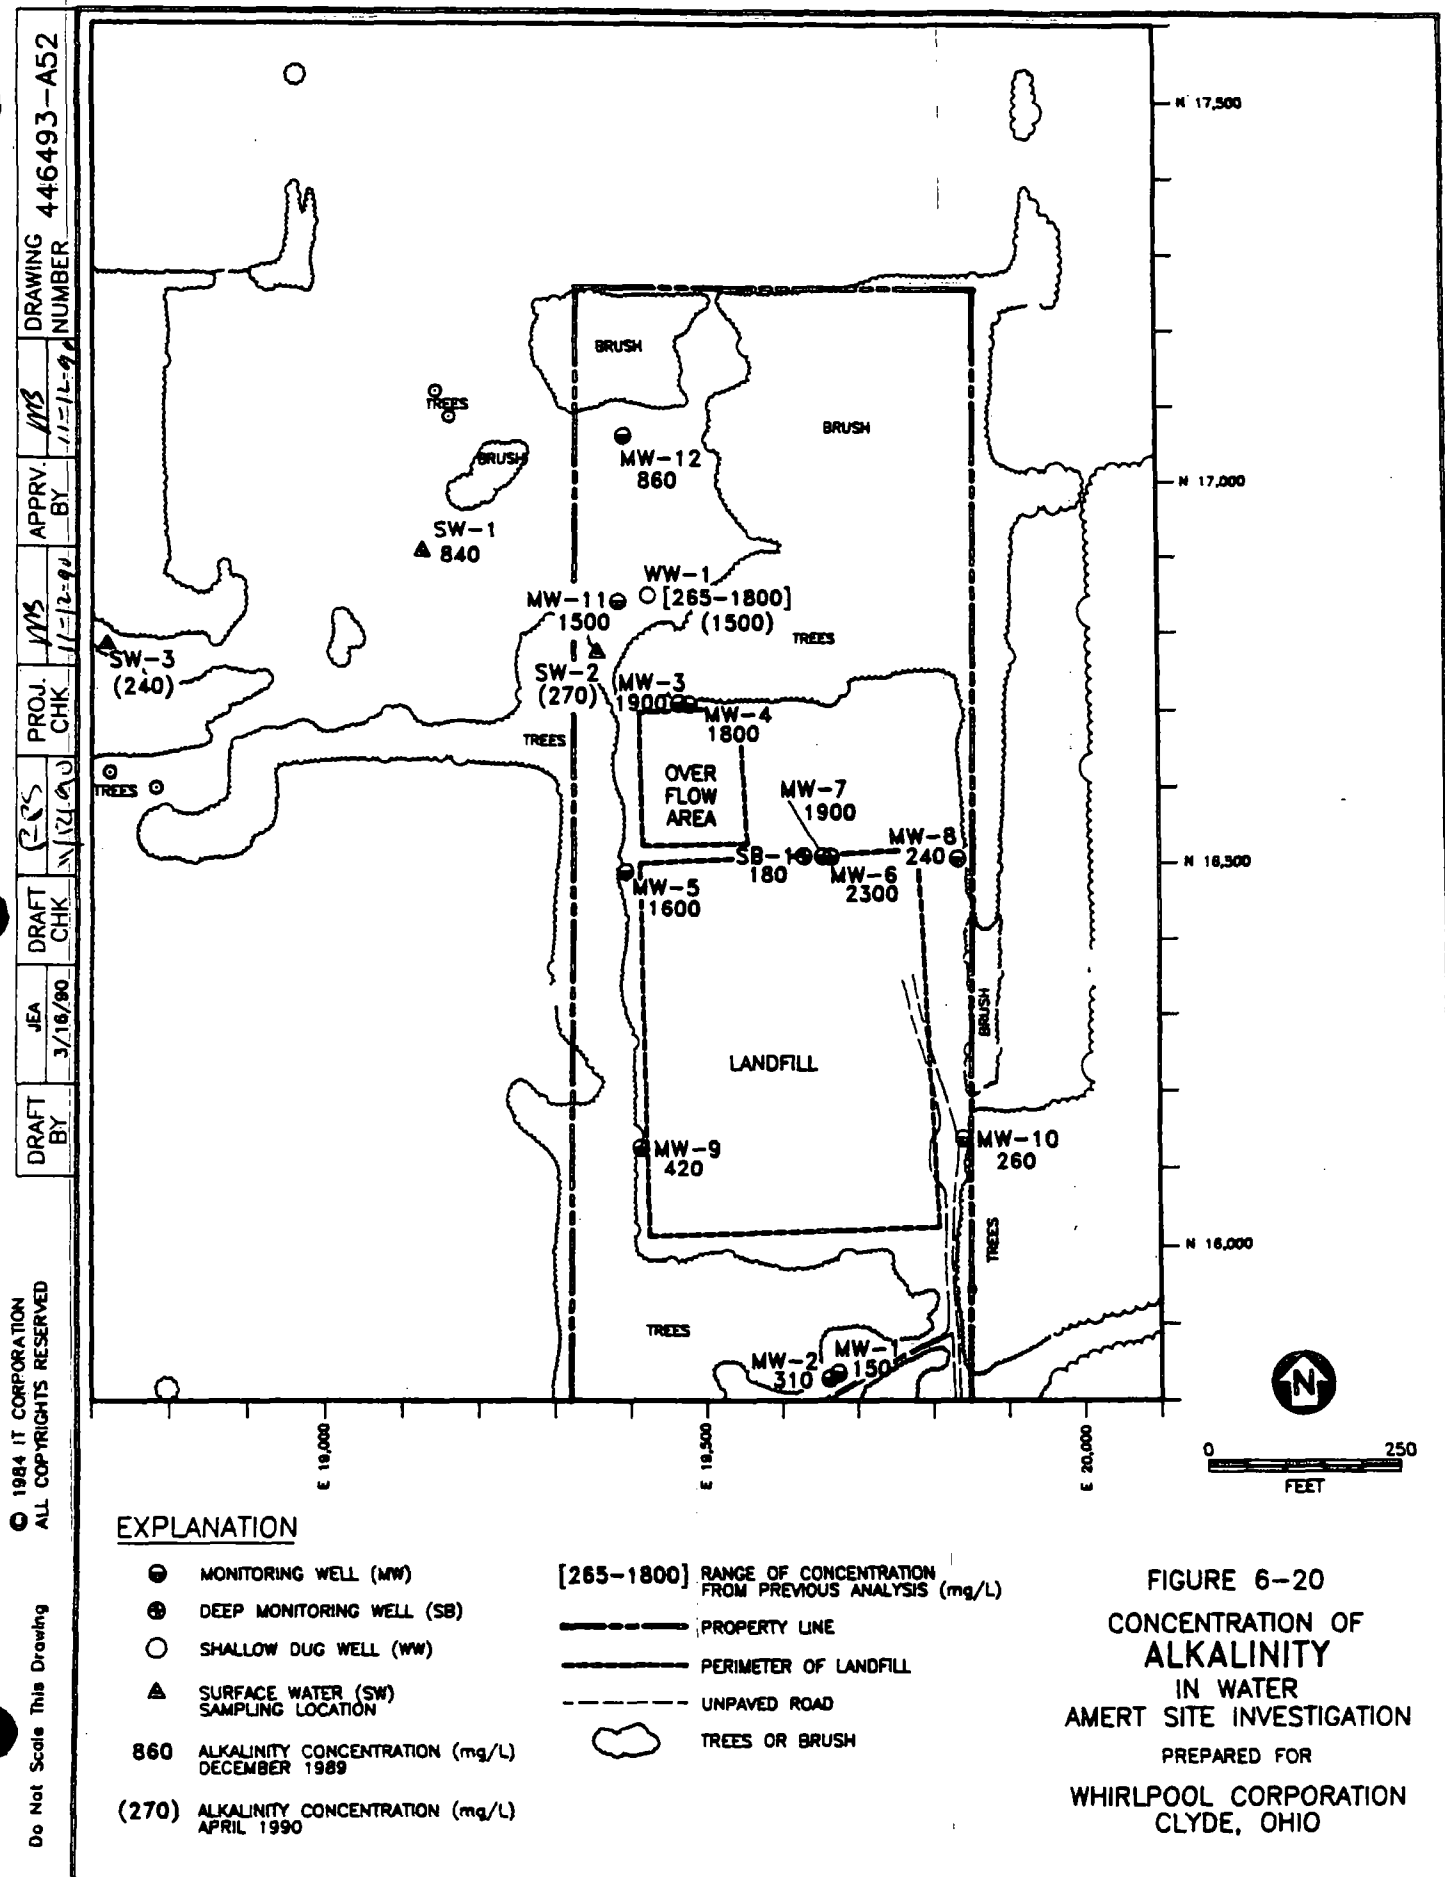 DRAWING NUMBER 446493-A52
APPRV. BY 11-12-90
PROJ. CHK. 11-12-90
DRAFT CHK
JEA 3/16/90
DRAFT BY
© 1984 IT CORPORATION
ALL COPYRIGHTS RESERVED
Do Not Scale This Drawing
N 17,500
BRUSH
TREES
BRUSH
BRUSH
MW-12
860
N 17,000
SW-1
840
WW-1
MW-11
[265-1800]
1500
(1500)
TREES
SW-3
(240)
SW-2
(270)
MW-3
1900
MW-4
1800
TREES
TREES
OVER
FLOW
AREA
MW-7
1900
MW-8
240
SB-1
180
MW-6
2300
N 16,500
MW-5
1600
BRUSH
LANDFILL
MW-9
420
MW-10
260
TREES
N 16,000
TREES
MW-2
310
MW-1
150
N
E 19,000
E 19,500
E 20,000
0 250
FEET
EXPLANATION
MONITORING WELL (MW)
DEEP MONITORING WELL (SB)
SHALLOW DUG WELL (WW)
SURFACE WATER (SW)
SAMPLING LOCATION
860 ALKALINITY CONCENTRATION (mg/L)
DECEMBER 1989
(270) ALKALINITY CONCENTRATION (mg/L)
APRIL 1990
[265-1800] RANGE OF CONCENTRATION
FROM PREVIOUS ANALYSIS (mg/L)
PROPERTY LINE
PERIMETER OF LANDFILL
UNPAVED ROAD
TREES OR BRUSH
FIGURE 6-20
CONCENTRATION OF
ALKALINITY
IN WATER
AMERT SITE INVESTIGATION
PREPARED FOR
WHIRLPOOL CORPORATION
CLYDE, OHIO